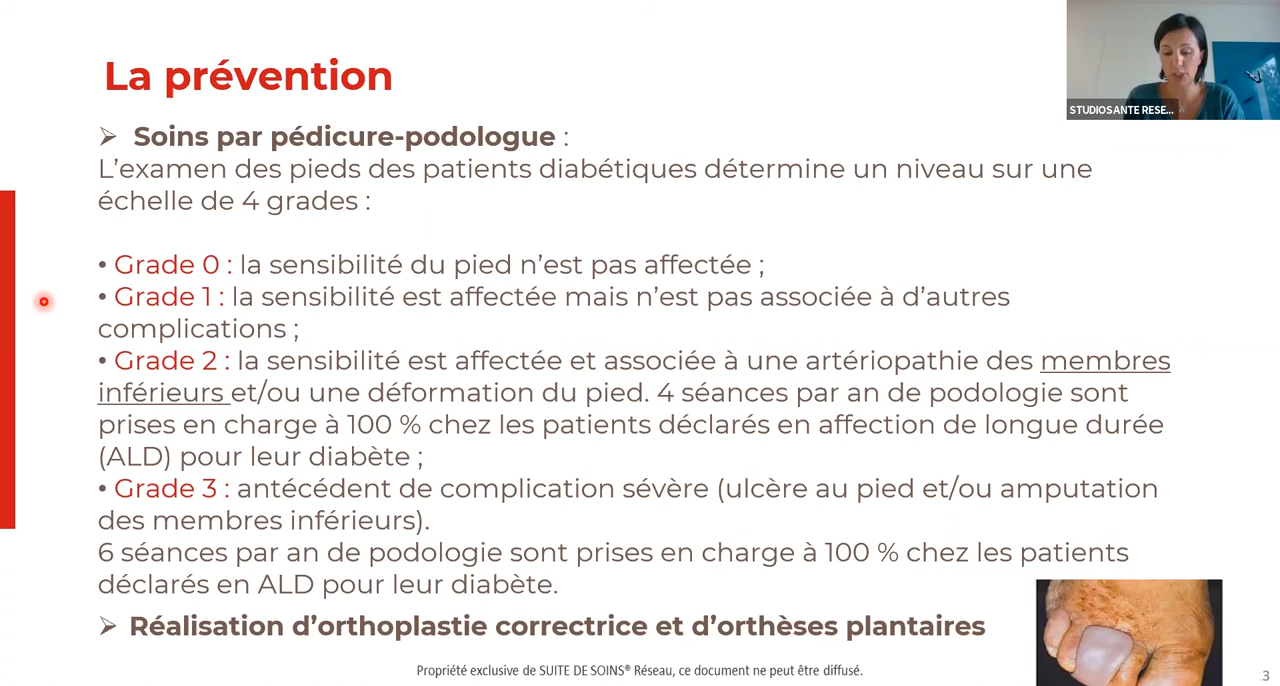 La prévention
STUDIOSANTE RESE...
➢ Soins par pédicure-podologue :
L’examen des pieds des patients diabétiques détermine un niveau sur une
échelle de 4 grades :
• Grade 0 : la sensibilité du pied n’est pas affectée ;
• Grade 1 : la sensibilité est affectée mais n’est pas associée à d’autres
complications ;
• Grade 2 : la sensibilité est affectée et associée à une artériopathie des membres
inférieurs et/ou une déformation du pied. 4 séances par an de podologie sont
prises en charge à 100 % chez les patients déclarés en affection de longue durée
(ALD) pour leur diabète ;
• Grade 3 : antécédent de complication sévère (ulcère au pied et/ou amputation
des membres inférieurs).
6 séances par an de podologie sont prises en charge à 100 % chez les patients
déclarés en ALD pour leur diabète.
➢ Réalisation d’orthoplastie correctrice et d’orthèses plantaires
Propriété exclusive de SUITE DE SOINS® Réseau, ce document ne peut être diffusé.
3